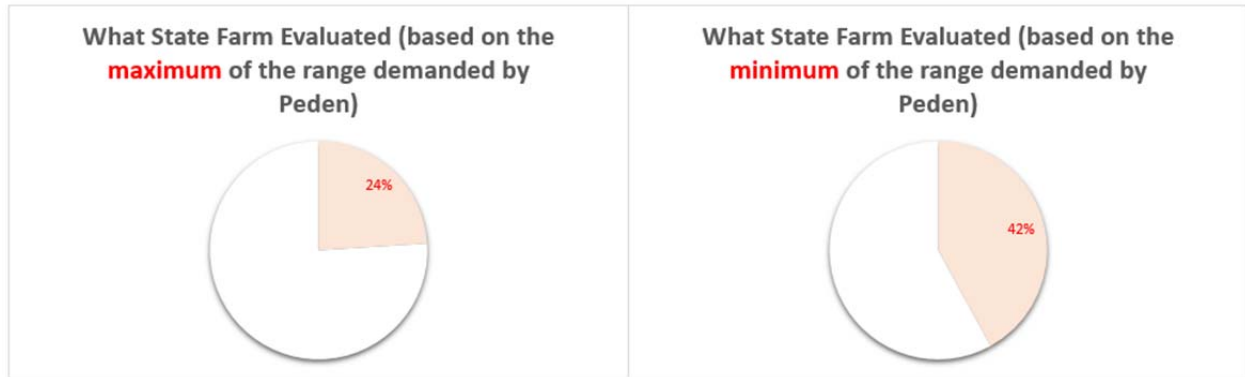 What State Farm Evaluated (based on the
maximum of the range demanded by
Peden)
24%
What State Farm Evaluated (based on the
minimum of the range demanded by
Peden)
42%